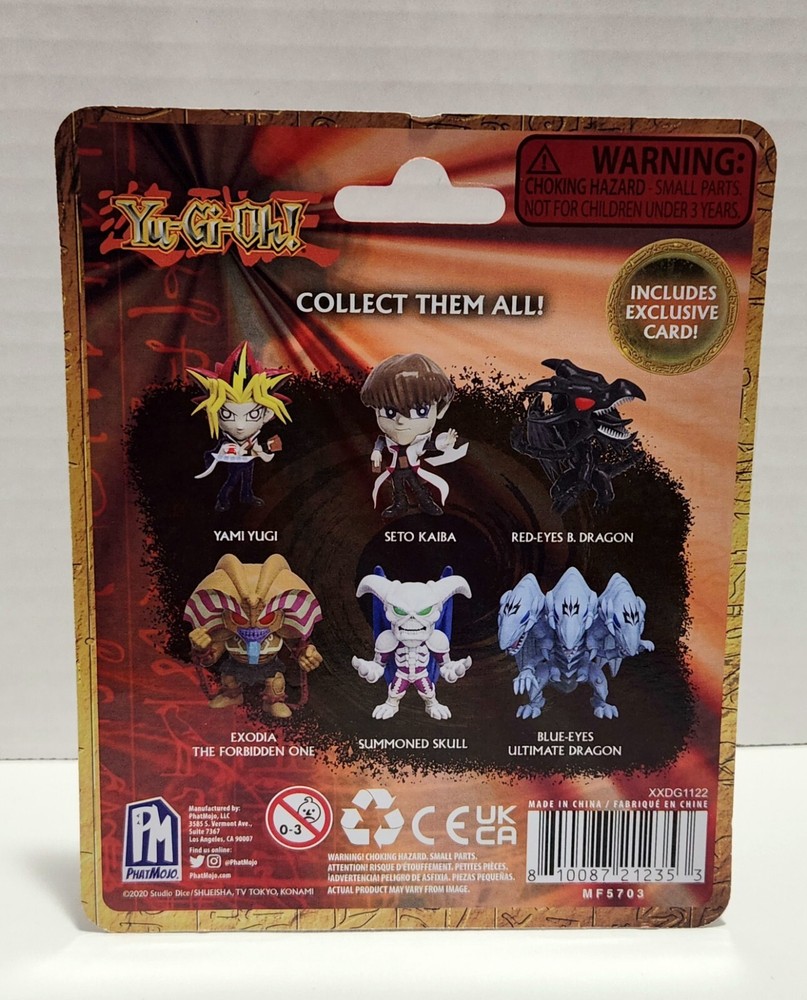 WARNING:
CHOKING HAZARD - SMALL PARTS.
NOT FOR CHILDREN UNDER 3 YEARS.
Yu-Gi-Oh!
INCLUDES
EXCLUSIVE
CARD!
COLLECT THEM ALL!
YAMI YUGI
SETO KAIBA
RED-EYES B. DRAGON
EXODIA
THE FORBIDDEN ONE
SUMMONED SKULL
BLUE-EYES
ULTIMATE DRAGON
XXDG1122
MADE IN CHINA / FABRIQUÉ EN CHINE
PM
PHATMOJO.
Manufactured by:
PhatMojo, LLC
3585 S. Vermont Ave.,
Suite 7367
Los Angeles, CA 90007
Find us online:
@PhatMojo
PhatMojo.com
0-3
CE
UK
CA
WARNING! CHOKING HAZARD. SMALL PARTS.
ATTENTION! RISQUE D'ÉTOUFFEMENT. PETITES PIÈCES.
¡ADVERTENCIA! PELIGRO DE ASFIXIA. PIEZAS PEQUEÑAS.
ACTUAL PRODUCT MAY VARY FROM IMAGE.
8 10087 21235 3
MF5703
©2020 Studio Dice/SHUEISHA, TV TOKYO, KONAMI